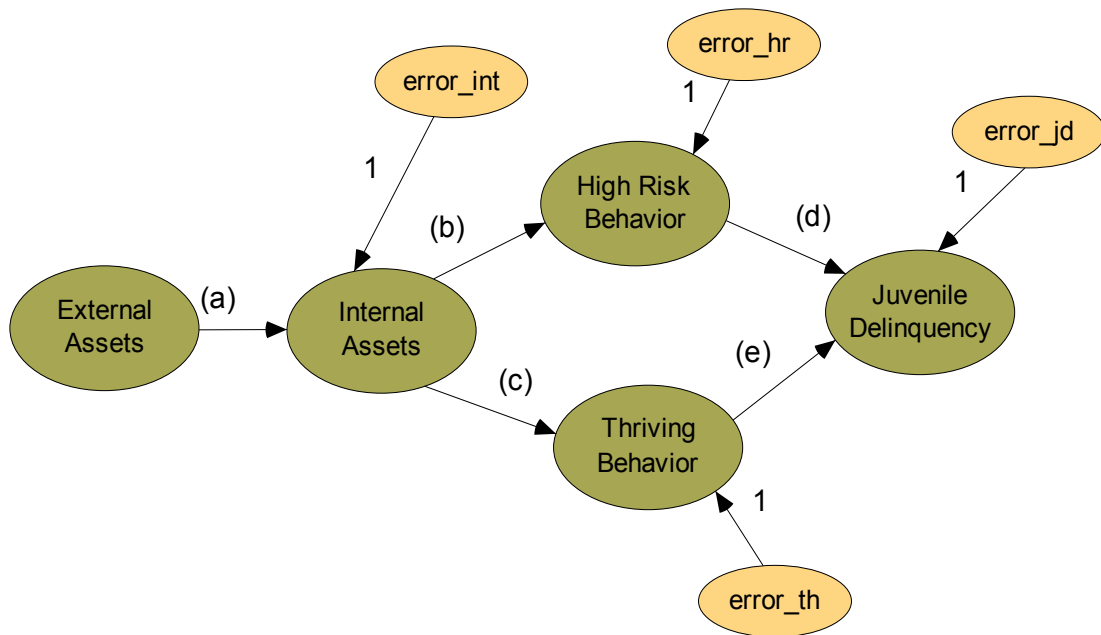 error_hr
1
error_int
1
error_jd
1
High Risk
Behavior
(b)
(d)
External
Assets
(a)
Internal
Assets
Juvenile
Delinquency
(c)
(e)
Thriving
Behavior
1
error_th